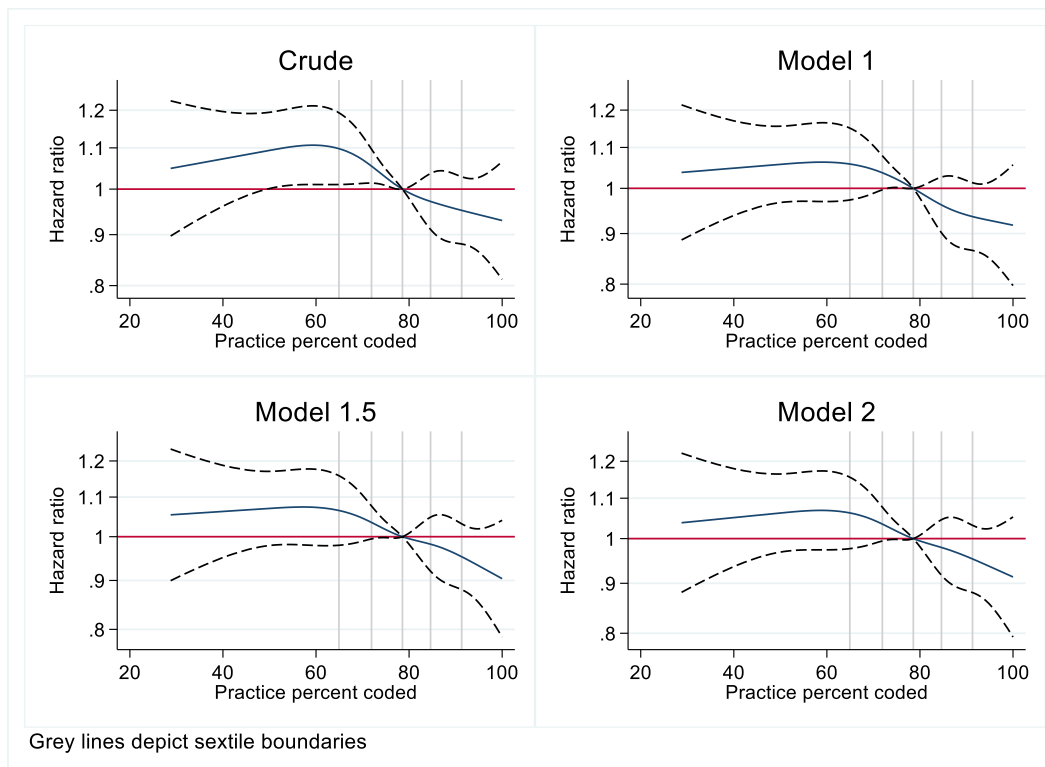 Crude
Hazard ratio
1.2
1.1
1
.9
.8
20 40 60 80 100
Practice percent coded
Model 1
Hazard ratio
1.2
1.1
1
.9
.8
20 40 60 80 100
Practice percent coded
Model 1.5
Hazard ratio
1.2
1.1
1
.9
.8
20 40 60 80 100
Practice percent coded
Model 2
Hazard ratio
1.2
1.1
1
.9
.8
20 40 60 80 100
Practice percent coded
Grey lines depict sextile boundaries